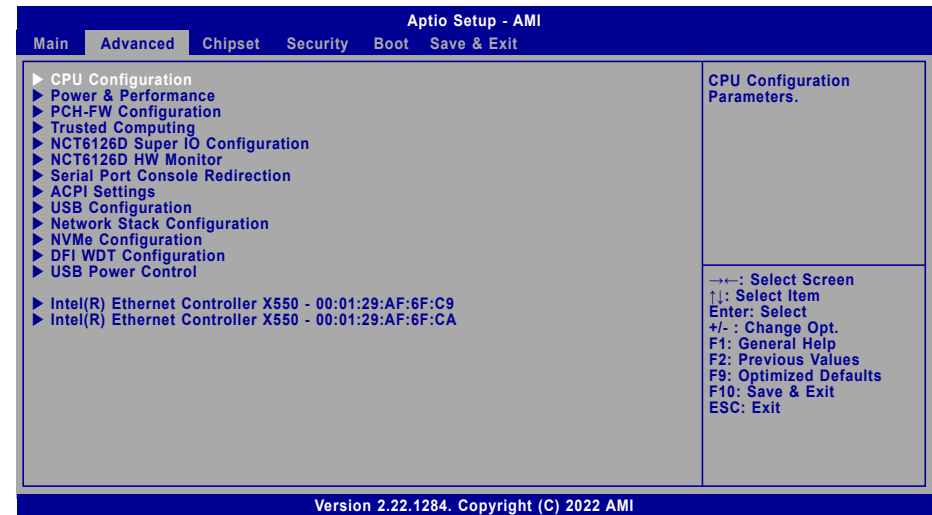 Aptio Setup - AMI
Main Advanced Chipset Security Boot Save & Exit
▶ CPU Configuration
▶ Power & Performance
▶ PCH-FW Configuration
▶ Trusted Computing
▶ NCT6126D Super IO Configuration
▶ NCT6126D HW Monitor
▶ Serial Port Console Redirection
▶ ACPI Settings
▶ USB Configuration
▶ Network Stack Configuration
▶ NVMe Configuration
▶ DFI WDT Configuration
▶ USB Power Control
▶ Intel(R) Ethernet Controller X550 - 00:01:29:AF:6F:C9
▶ Intel(R) Ethernet Controller X550 - 00:01:29:AF:6F:CA
CPU Configuration
Parameters.
→←: Select Screen
↑↓: Select Item
Enter: Select
+/- : Change Opt.
F1: General Help
F2: Previous Values
F9: Optimized Defaults
F10: Save & Exit
ESC: Exit
Version 2.22.1284. Copyright (C) 2022 AMI